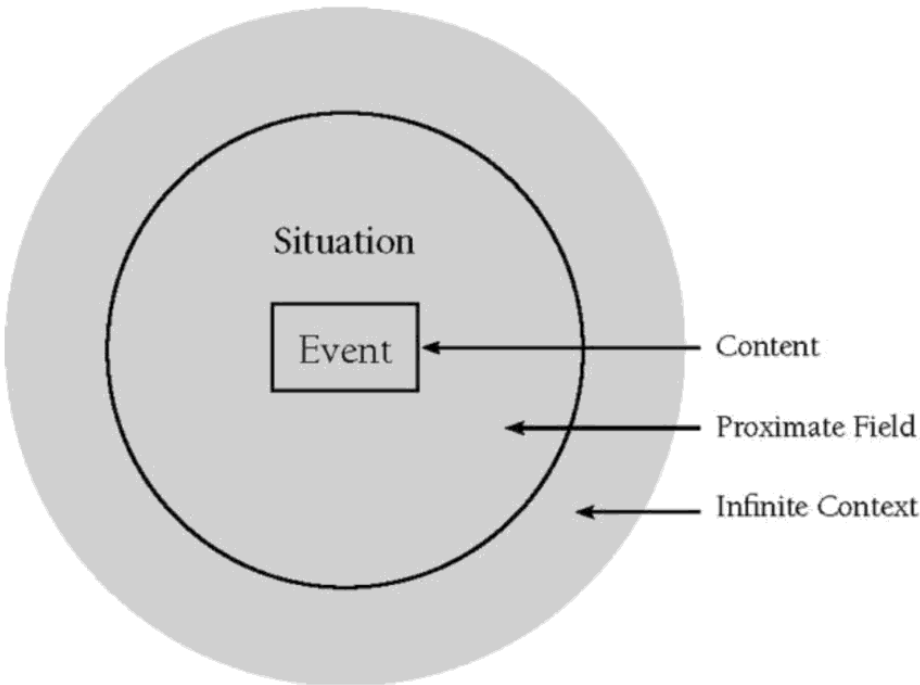 Situation
Event
Content
Proximate Field
Infinite Context